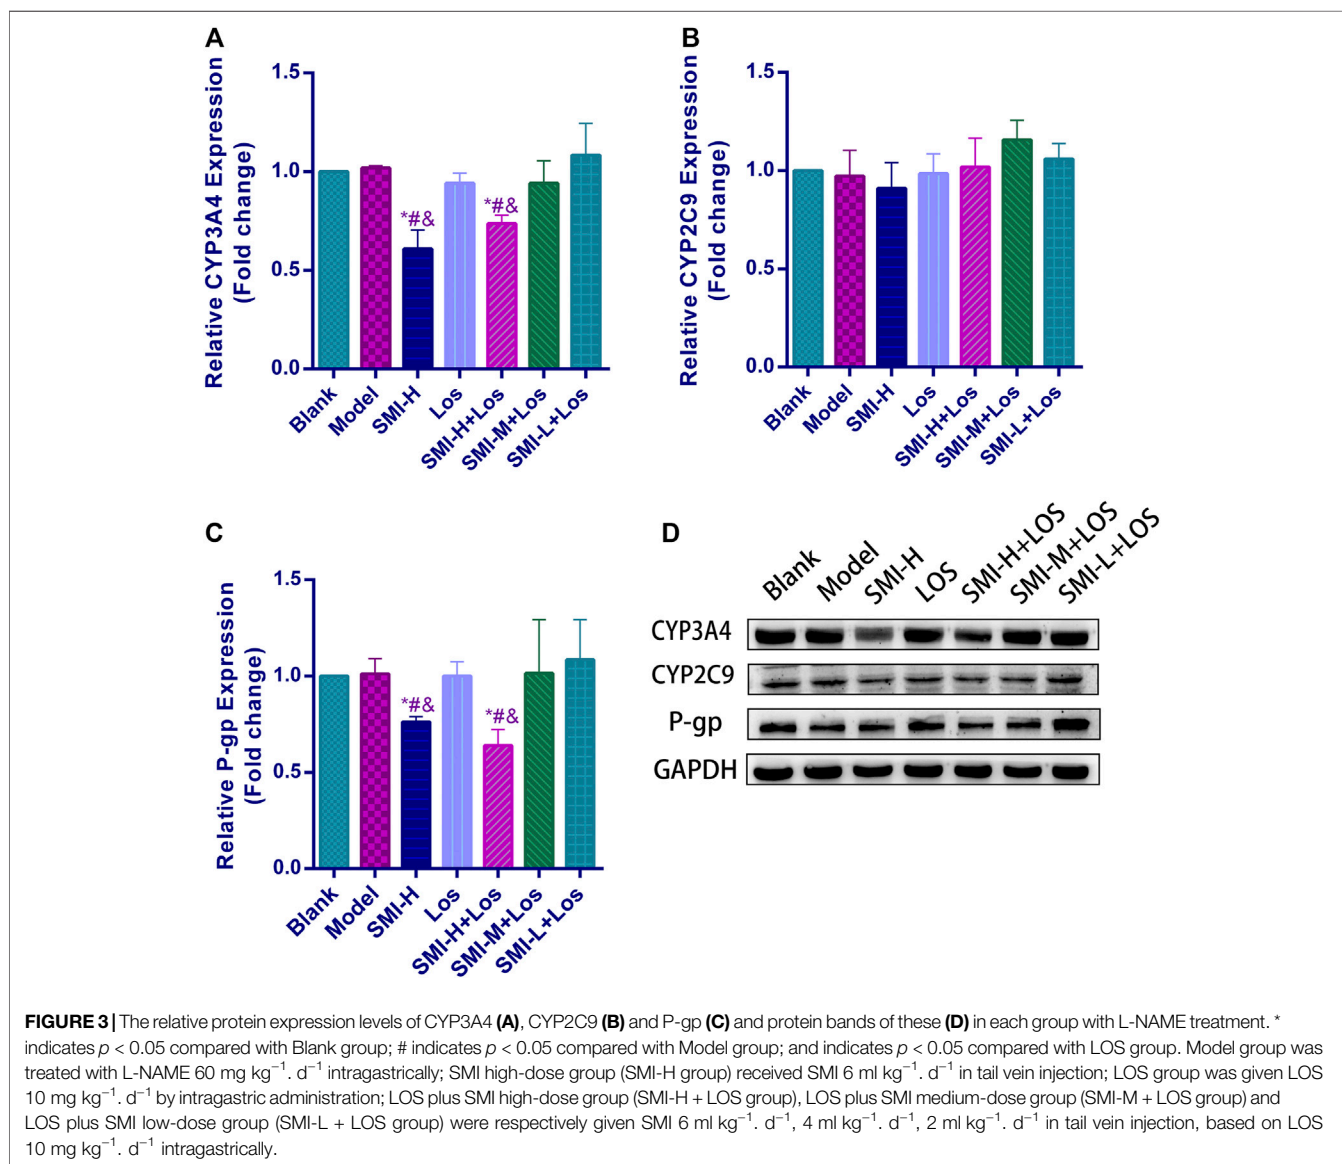 A
Relative CYP3A4 Expression
(Fold change)
1.5
1.0
0.5
0.0
*#&
*#&
Blank
Model
SMI-H
Los
SMI-H+Los
SMI-M+Los
SMI-L+Los
B
Relative CYP2C9 Expression
(Fold change)
1.5
1.0
0.5
0.0
Blank
Model
SMI-H
Los
SMI-H+Los
SMI-M+Los
SMI-L+Los
C
Relative P-gp Expression
(Fold change)
1.5
1.0
0.5
0.0
*#&
*#&
Blank
Model
SMI-H
Los
SMI-H+Los
SMI-M+Los
SMI-L+Los
D
Blank
Model
SMI-H
LOS
SMI-H+LOS
SMI-M+LOS
SMI-L+LOS
CYP3A4
CYP2C9
P-gp
GAPDH
FIGURE 3 | The relative protein expression levels of CYP3A4 (A), CYP2C9 (B) and P-gp (C) and protein bands of these (D) in each group with L-NAME treatment. *
indicates p < 0.05 compared with Blank group; # indicates p < 0.05 compared with Model group; and indicates p < 0.05 compared with LOS group. Model group was
treated with L-NAME 60 mg kg⁻¹. d⁻¹ intragastrically; SMI high-dose group (SMI-H group) received SMI 6 ml kg⁻¹. d⁻¹ in tail vein injection; LOS group was given LOS
10 mg kg⁻¹. d⁻¹ by intragastric administration; LOS plus SMI high-dose group (SMI-H + LOS group), LOS plus SMI medium-dose group (SMI-M + LOS group) and
LOS plus SMI low-dose group (SMI-L + LOS group) were respectively given SMI 6 ml kg⁻¹. d⁻¹, 4 ml kg⁻¹. d⁻¹, 2 ml kg⁻¹. d⁻¹ in tail vein injection, based on LOS
10 mg kg⁻¹. d⁻¹ intragastrically.